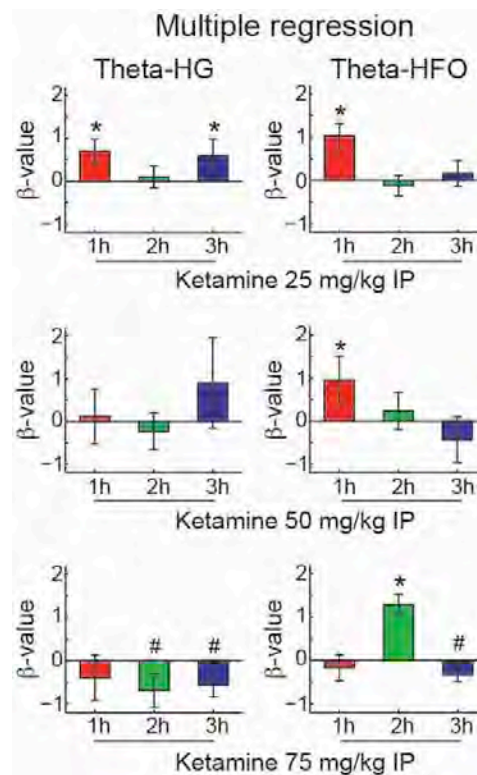 Multiple regression
Theta-HG Theta-HFO
β-value 2 1 0 −1 * * 1h 2h 3h
β-value 2 1 0 −1 * 1h 2h 3h
Ketamine 25 mg/kg IP
β-value 2 1 0 −1 1h 2h 3h
β-value 2 1 0 −1 * 1h 2h 3h
Ketamine 50 mg/kg IP
β-value 2 1 0 −1 # # 1h 2h 3h
β-value 2 1 0 −1 * # 1h 2h 3h
Ketamine 75 mg/kg IP